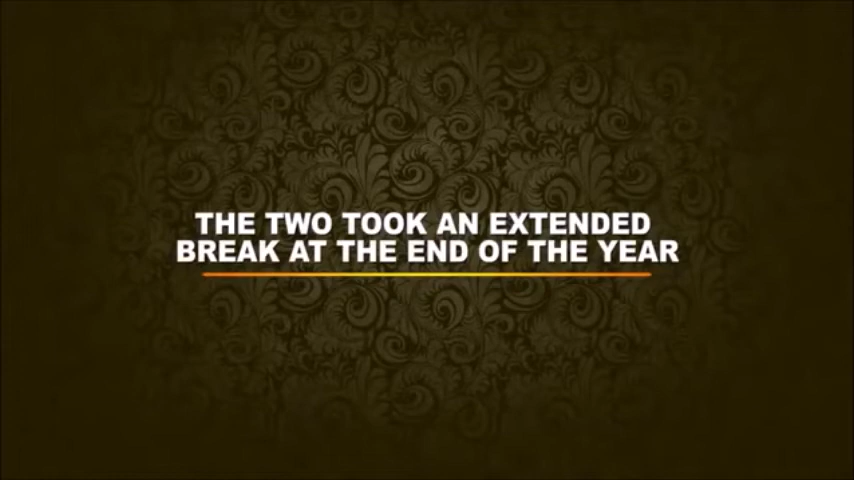 THE TWO TOOK AN EXTENDED
BREAK AT THE END OF THE YEAR